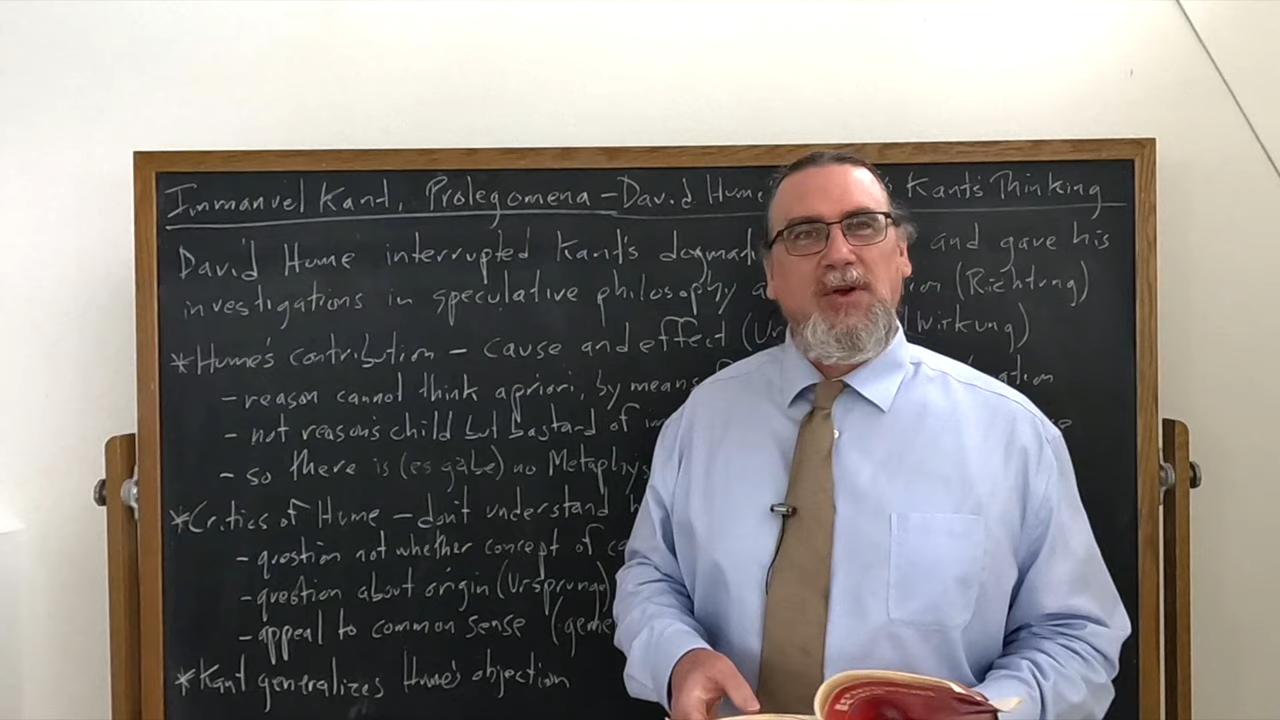 Immanuel Kant, Prolegomena - David Hume Kant's Thinking
David Hume interrupted Kant's and gave his
investigations in speculative philosophy (Richtung)
*Hume's contribution - cause and effect Wirkung)
- reason cannot think a priori, by means
- not reason's child but bastard of
- so there is (es gäbe) no
*Critics of Hume - don't understand
- question not whether concept of
- question about origin (Ursprunge)
- appeal to common sense
*Kant generalizes Hume's objection